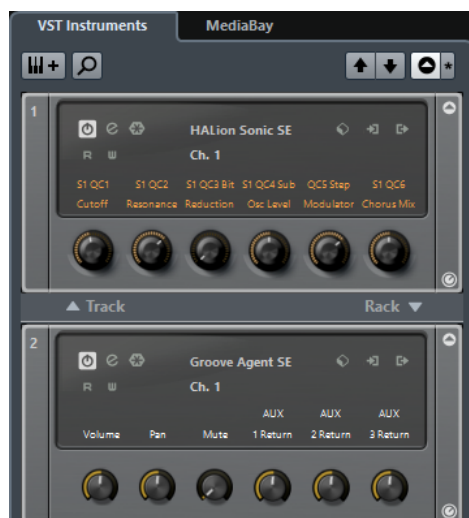 VST Instruments MediaBay
+ *
1
e HALion Sonic SE
R W Ch. 1
S1 QC1 S1 QC2 S1 QC3 Bit S1 QC4 Sub QC5 Step S1 QC6
Cutoff Resonance Reduction Osc Level Modulator Chorus Mix
Track Rack
2
e Groove Agent SE
R W Ch. 1
AUX AUX AUX
Volume Pan Mute 1 Return 2 Return 3 Return